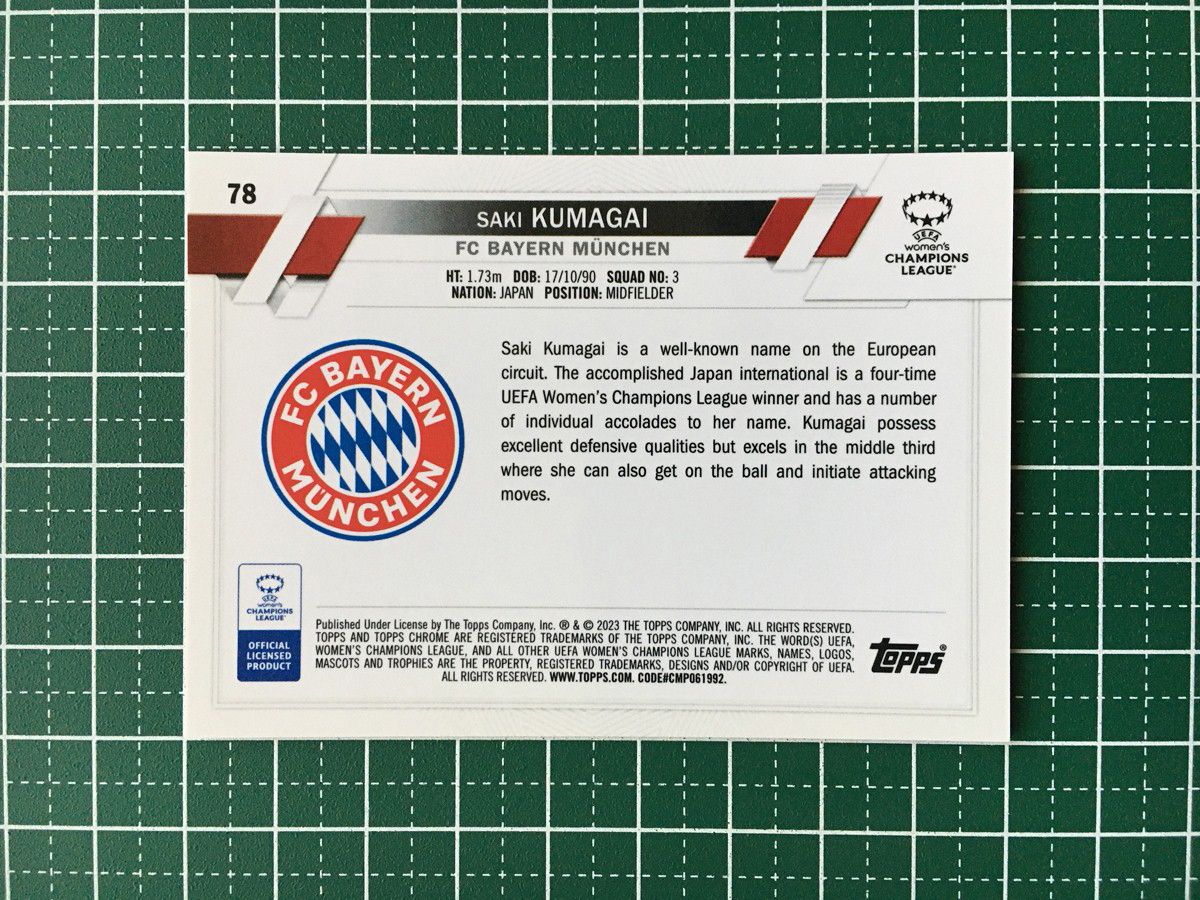 78
SAKI KUMAGAI
FC BAYERN MÜNCHEN
HT: 1.73m DOB: 17/10/90 SQUAD NO: 3
NATION: JAPAN POSITION: MIDFIELDER
UEFA
women's
CHAMPIONS
LEAGUE
FC BAYERN
MÜNCHEN
Saki Kumagai is a well-known name on the European
circuit. The accomplished Japan international is a four-time
UEFA Women's Champions League winner and has a number
of individual accolades to her name. Kumagai possess
excellent defensive qualities but excels in the middle third
where she can also get on the ball and initiate attacking
moves.
women's
CHAMPIONS
LEAGUE
OFFICIAL
LICENSED
PRODUCT
Published Under License by The Topps Company, Inc. ® & © 2023 THE TOPPS COMPANY, INC. ALL RIGHTS RESERVED.
TOPPS AND TOPPS CHROME ARE REGISTERED TRADEMARKS OF THE TOPPS COMPANY, INC. THE WORD(S) UEFA,
WOMEN'S CHAMPIONS LEAGUE, AND ALL OTHER UEFA WOMEN'S CHAMPIONS LEAGUE MARKS, NAMES, LOGOS,
MASCOTS AND TROPHIES ARE THE PROPERTY, REGISTERED TRADEMARKS, DESIGNS AND/OR COPYRIGHT OF UEFA.
ALL RIGHTS RESERVED. WWW.TOPPS.COM. CODE#CMP061992.
Topps®